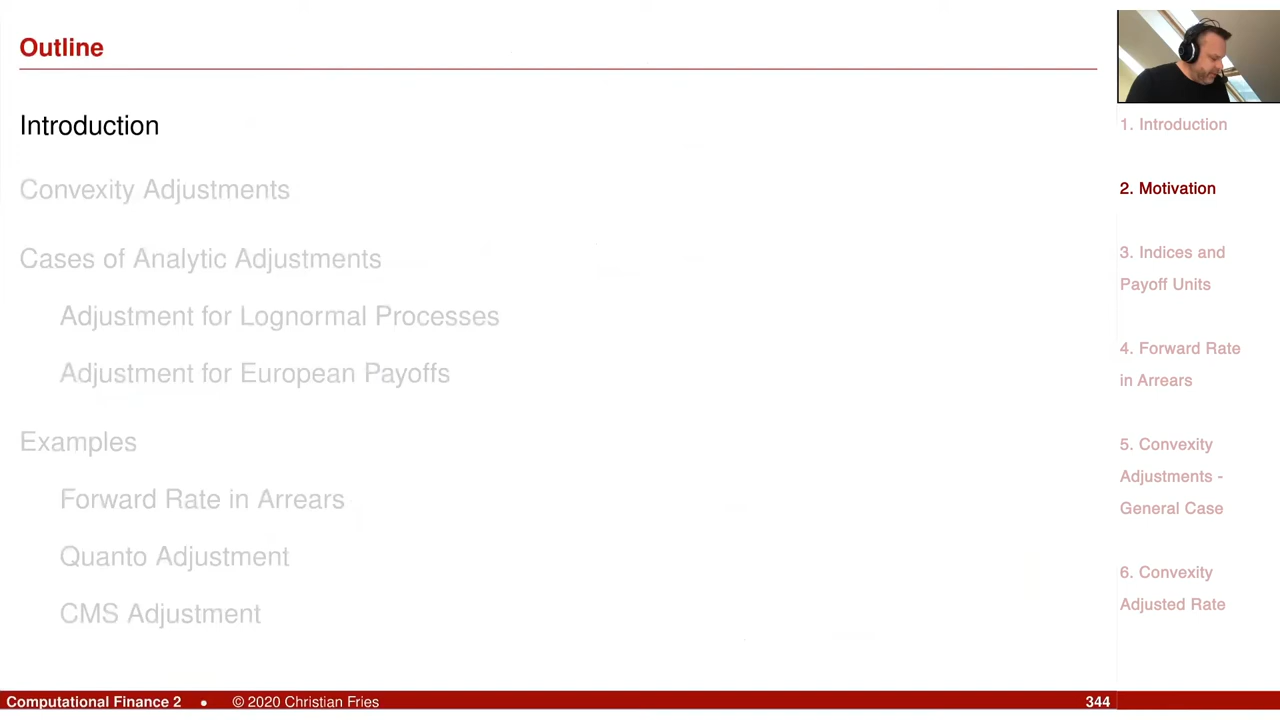 Outline
Introduction
Convexity Adjustments
Cases of Analytic Adjustments
Adjustment for Lognormal Processes
Adjustment for European Payoffs
Examples
Forward Rate in Arrears
Quanto Adjustment
CMS Adjustment
1. Introduction
2. Motivation
3. Indices and
Payoff Units
4. Forward Rate
in Arrears
5. Convexity
Adjustments -
General Case
6. Convexity
Adjusted Rate
Computational Finance 2 • © 2020 Christian Fries 344